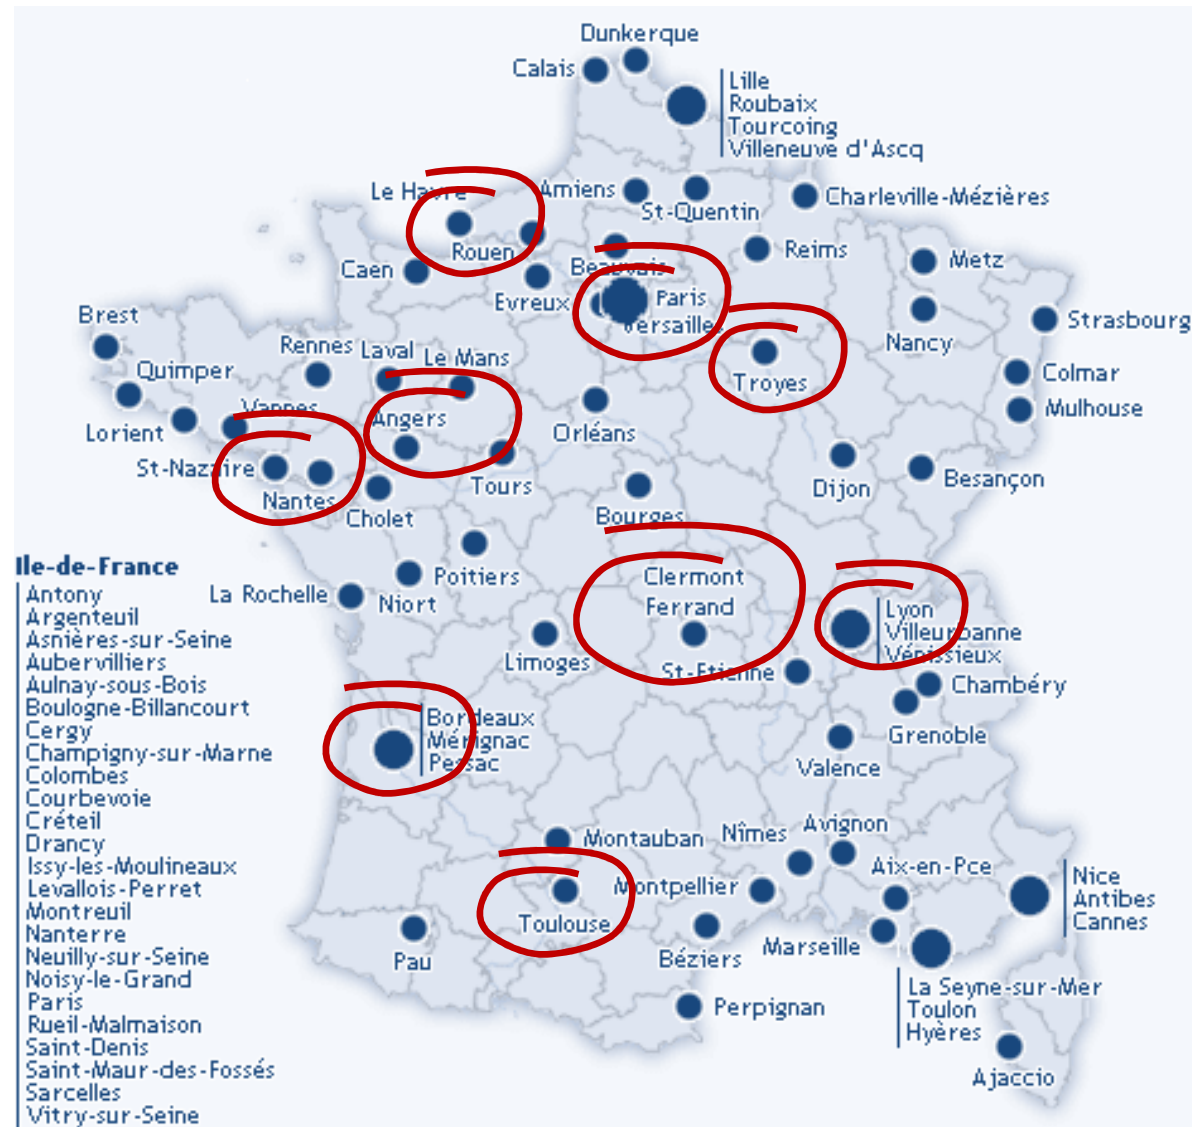 Dunkerque
Calais
Lille
Roubaix
Tourcoing
Villeneuve d'Ascq
Le Havre
Amiens
St-Quentin
Charleville-Mézières
Rouen
Caen
Beauvais
Reims
Metz
Evreux
Paris
Versailles
Nancy
Strasbourg
Brest
Rennes
Laval
Le Mans
Troyes
Colmar
Quimper
Vannes
Angers
Orléans
Mulhouse
Lorient
St-Nazaire
Nantes
Cholet
Tours
Bourges
Dijon
Besançon
Poitiers
Niort
La Rochelle
Clermont
Ferrand
Limoges
St-Etienne
Lyon
Villeurbanne
Vénissieux
Chambéry
Grenoble
Valence
Bordeaux
Mérignac
Pessac
Montauban
Nîmes
Avignon
Aix-en-Pce
Toulouse
Montpellier
Nice
Antibes
Cannes
Pau
Béziers
Marseille
Perpignan
La Seyne-sur-Mer
Toulon
Hyères
Ajaccio
Ile-de-France
Antony
Argenteuil
Asnières-sur-Seine
Aubervilliers
Aulnay-sous-Bois
Boulogne-Billancourt
Cergy
Champigny-sur-Marne
Colombes
Courbevoie
Créteil
Drancy
Issy-les-Moulineaux
Levallois-Perret
Montreuil
Nanterre
Neuilly-sur-Seine
Noisy-le-Grand
Paris
Rueil-Malmaison
Saint-Denis
Saint-Maur-des-Fossés
Sarcelles
Vitry-sur-Seine